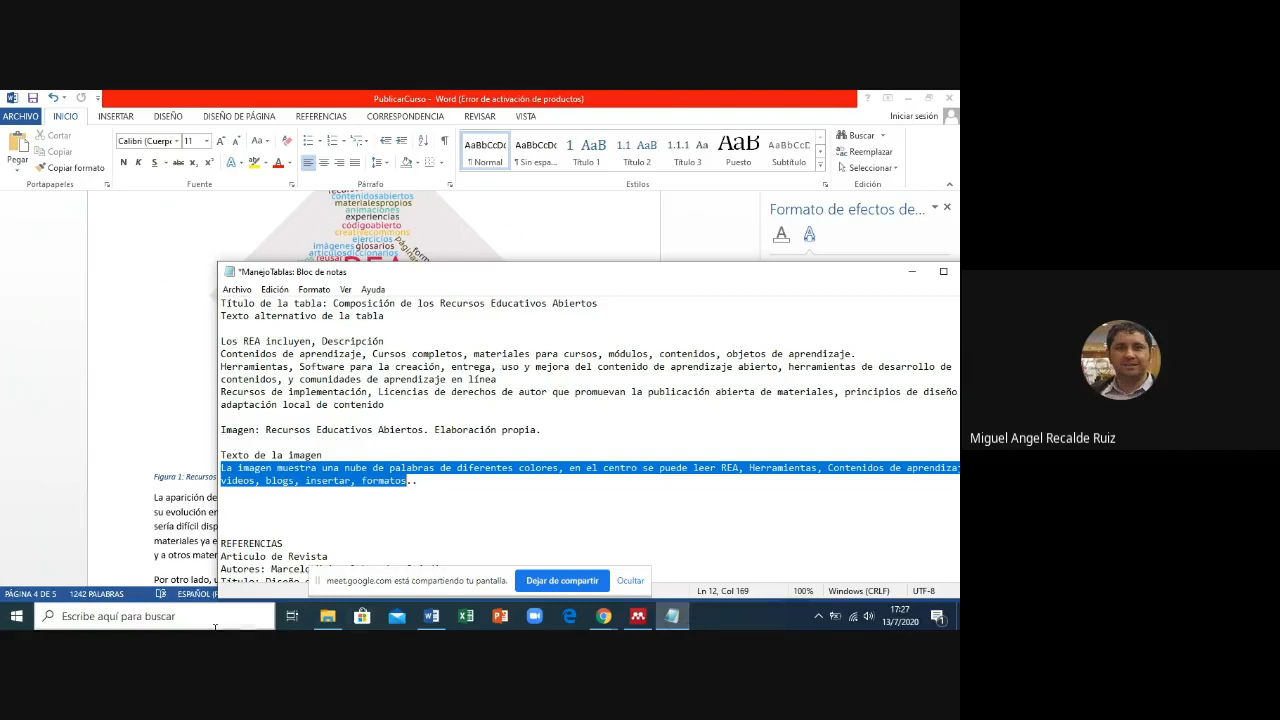 PublicarCurso - Word (Error de activación de productos)
ARCHIVO INICIO INSERTAR DISEÑO DISEÑO DE PÁGINA REFERENCIAS CORRESPONDENCIA REVISAR VISTA Iniciar sesión
Cortar
Copiar
Copiar formato
Pegar
Portapapeles
Calibri (Cuerpo 11
Fuente
Párrafo
AaBbCcDc AaBbCcDc 1 AaB 1.1 AaB 1.1.1 Aa AaB AaBbCcD
¶ Normal ¶ Sin espa... Título 1 Título 2 Título 3 Puesto Subtítulo
Estilos
Buscar
Reemplazar
Seleccionar
Edición
contenidosabiertos
materialespropios
animaciones
experiencias
códigoabierto
creativecommons
ejercicios
imágenes glosarios
artículosdiccionarios
reusar
Formato de efectos de...
*ManejoTablas: Bloc de notas
Archivo Edición Formato Ver Ayuda
Título de la tabla: Composición de los Recursos Educativos Abiertos
Texto alternativo de la tabla
Los REA incluyen, Descripción
Contenidos de aprendizaje, Cursos completos, materiales para cursos, módulos, contenidos, objetos de aprendizaje.
Herramientas, Software para la creación, entrega, uso y mejora del contenido de aprendizaje abierto, herramientas de desarrollo de
contenidos, y comunidades de aprendizaje en línea
Recursos de implementación, Licencias de derechos de autor que promuevan la publicación abierta de materiales, principios de diseño
adaptación local de contenido
Imagen: Recursos Educativos Abiertos. Elaboración propia.
Texto de la imagen
La imagen muestra una nube de palabras de diferentes colores, en el centro se puede leer REA, Herramientas, Contenidos de aprendizaj
videos, blogs, insertar, formatos..
REFERENCIAS
Articulo de Revista
Autores: Marcelo
Figura 1: Recursos
La aparición de
su evolución en
sería difícil disp
materiales ya e
y a otros mater
Por otro lado, u
meet.google.com está compartiendo tu pantalla. Dejar de compartir Ocultar
Ln 12, Col 169 100% Windows (CRLF) UTF-8
PÁGINA 4 DE 5 1242 PALABRAS ESPAÑOL (
Escribe aquí para buscar
17:27
13/7/2020
1
Miguel Angel Recalde Ruiz